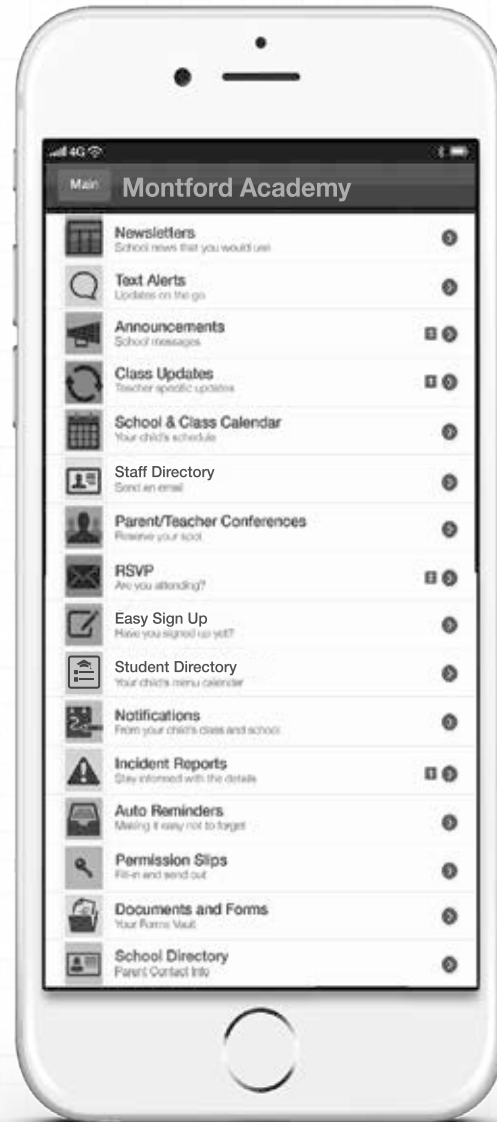 4G
Main
Montford Academy
Newsletters
School news that you would use
Text Alerts
Updates on the go
Announcements
School messages
Class Updates
Teacher specific updates
School & Class Calendar
Your child's schedule
Staff Directory
Send an email
Parent/Teacher Conferences
Reserve your spot
RSVP
Are you attending?
Easy Sign Up
Have you signed up yet?
Student Directory
Your child's menu calender
Notifications
From your child's class and school
Incident Reports
Stay informed with the details
Auto Reminders
Making it easy not to forget
Permission Slips
Fill-in and send out
Documents and Forms
Your Forms Vault
School Directory
Parent Contact Info